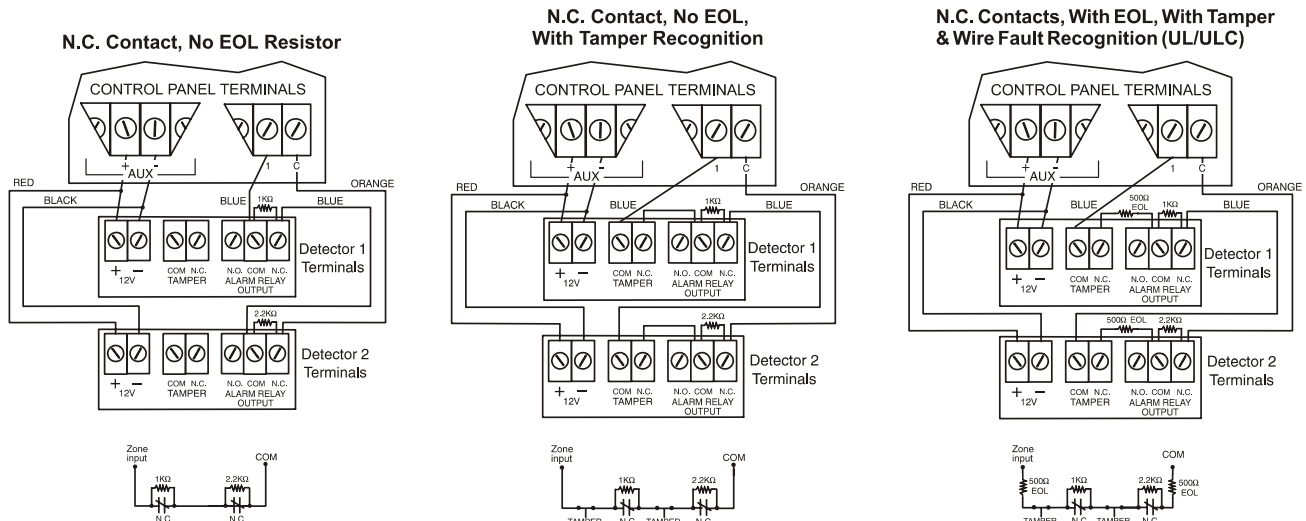 N.C. Contact, No EOL Resistor
CONTROL PANEL TERMINALS
+
-
AUX
1
C
RED
ORANGE
BLACK
BLUE
1KΩ
BLUE
Detector 1
Terminals
+
−
12V
COM N.C.
TAMPER
N.O. COM N.C.
ALARM RELAY
OUTPUT
2.2KΩ
Detector 2
Terminals
+
−
12V
COM N.C.
TAMPER
N.O. COM N.C.
ALARM RELAY
OUTPUT
Zone
input
COM
1KΩ
2.2KΩ
N.C.
N.C.
N.C. Contact, No EOL,
With Tamper Recognition
CONTROL PANEL TERMINALS
+
-
AUX
1
C
RED
ORANGE
BLACK
BLUE
1KΩ
BLUE
Detector 1
Terminals
+
−
12V
COM N.C.
TAMPER
N.O. COM N.C.
ALARM RELAY
OUTPUT
2.2KΩ
Detector 2
Terminals
+
−
12V
COM N.C.
TAMPER
N.O. COM N.C.
ALARM RELAY
OUTPUT
Zone
input
COM
1KΩ
2.2KΩ
TAMPER
N.C.
TAMPER
N.C.
N.C. Contacts, With EOL, With Tamper
& Wire Fault Recognition (UL/ULC)
CONTROL PANEL TERMINALS
+
-
AUX
1
C
RED
ORANGE
BLACK
BLUE
500Ω
EOL
1KΩ
BLUE
Detector 1
Terminals
+
−
12V
COM N.C.
TAMPER
N.O. COM N.C.
ALARM RELAY
OUTPUT
500Ω EOL
2.2KΩ
Detector 2
Terminals
+
−
12V
COM N.C.
TAMPER
N.O. COM N.C.
ALARM RELAY
OUTPUT
Zone
input
COM
500Ω
EOL
1KΩ
2.2KΩ
500Ω
EOL
TAMPER
N.C.
TAMPER
N.C.